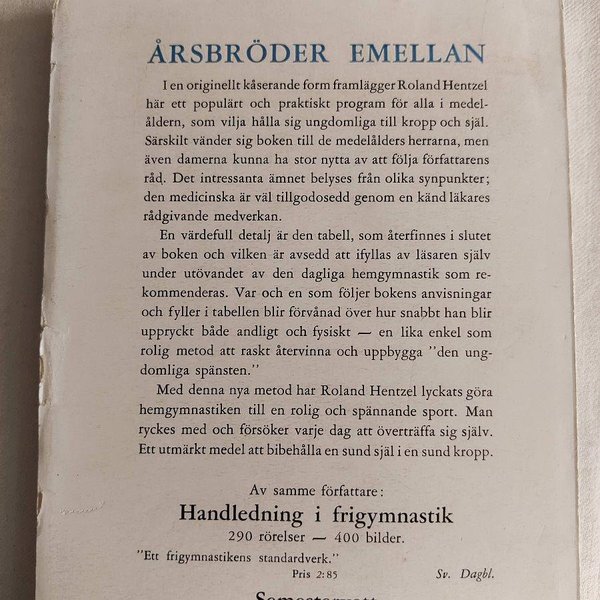 ÅRSBRÖDER EMELLAN
I en originellt kåserande form framlägger Roland Hentzel
här ett populärt och praktiskt program för alla i medel-
åldern, som vilja hålla sig ungdomliga till kropp och själ.
Särskilt vänder sig boken till de medelålders herrarna, men
även damerna kunna ha stor nytta av att följa författarens
råd. Det intressanta ämnet belyses från olika synpunkter;
den medicinska är väl tillgodosedd genom en känd läkares
rådgivande medverkan.
En värdefull detalj är den tabell, som återfinnes i slutet
av boken och vilken är avsedd att ifyllas av läsaren själv
under utövandet av den dagliga hemgymnastik som re-
kommenderas. Var och en som följer bokens anvisningar
och fyller i tabellen blir förvånad över hur snabbt han blir
uppryckt både andligt och fysiskt — en lika enkel som
rolig metod att raskt återvinna och uppbygga "den ung-
domliga spänsten."
Med denna nya metod har Roland Hentzel lyckats göra
hemgymnastiken till en rolig och spännande sport. Man
ryckes med och försöker varje dag att överträffa sig själv.
Ett utmärkt medel att bibehålla en sund själ i en sund kropp.
Av samme författare:
Handledning i frigymnastik
290 rörelser — 400 bilder.
"Ett frigymnastikens standardverk."
Pris 2:85 Sv. Dagbl.